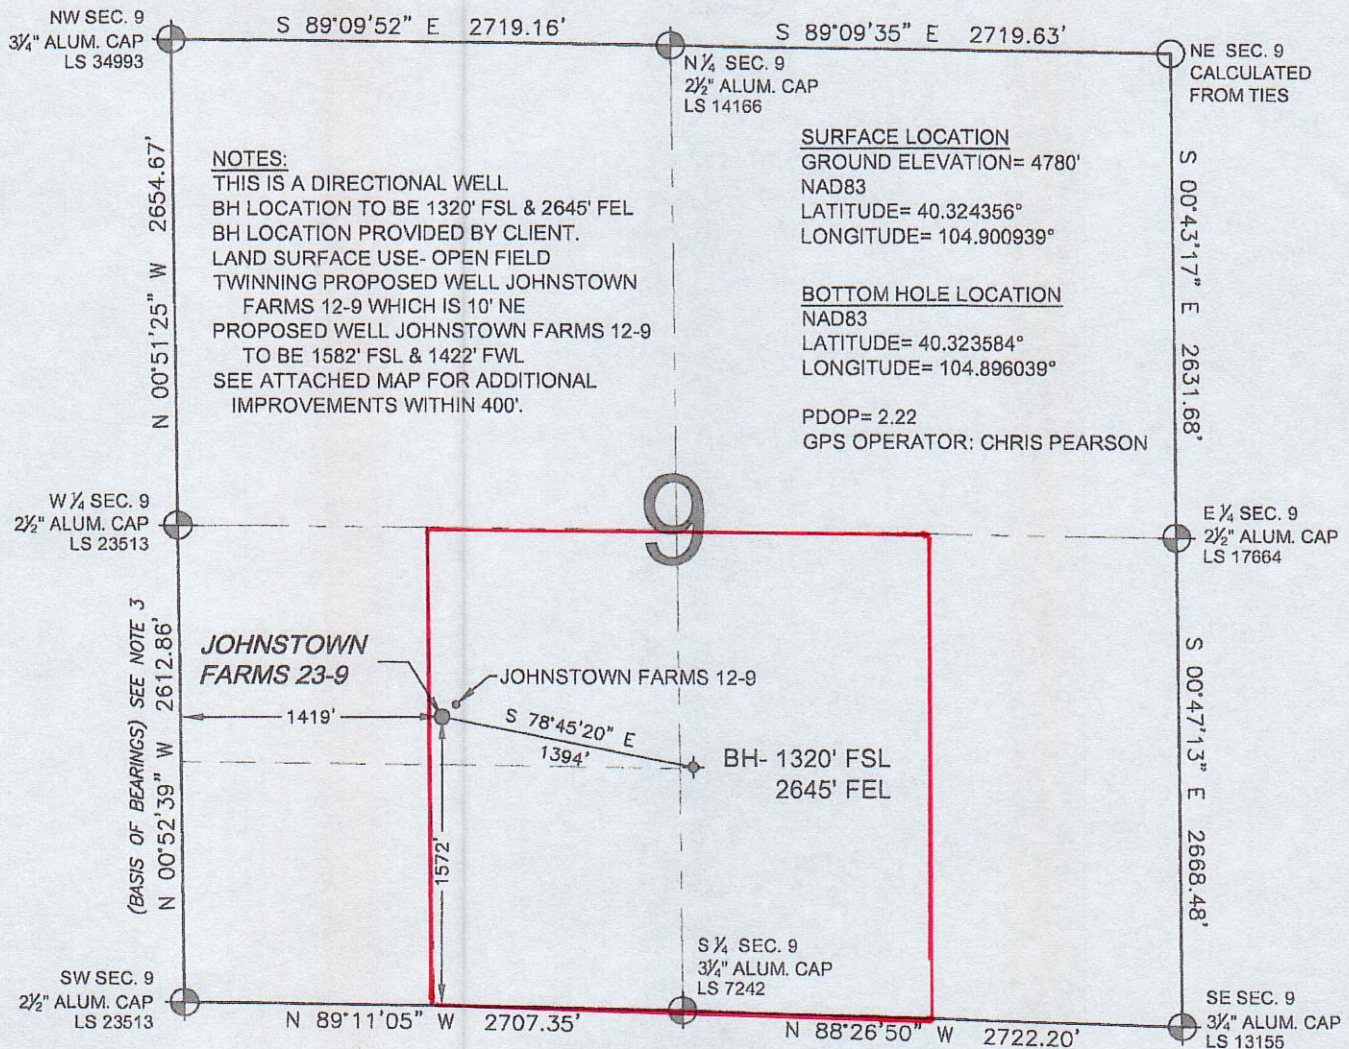 NW SEC. 9
3¼" ALUM. CAP
LS 34993
S 89°09'52" E 2719.16'
S 89°09'35" E 2719.63'
N ¼ SEC. 9
2½" ALUM. CAP
LS 14166
NE SEC. 9
CALCULATED
FROM TIES
N 00°51'25" W 2654.67'
NOTES:
THIS IS A DIRECTIONAL WELL
BH LOCATION TO BE 1320' FSL & 2645' FEL
BH LOCATION PROVIDED BY CLIENT.
LAND SURFACE USE- OPEN FIELD
TWINNING PROPOSED WELL JOHNSTOWN
FARMS 12-9 WHICH IS 10' NE
PROPOSED WELL JOHNSTOWN FARMS 12-9
TO BE 1582' FSL & 1422' FWL
SEE ATTACHED MAP FOR ADDITIONAL
IMPROVEMENTS WITHIN 400'.
SURFACE LOCATION
GROUND ELEVATION= 4780'
NAD83
LATITUDE= 40.324356°
LONGITUDE= 104.900939°
BOTTOM HOLE LOCATION
NAD83
LATITUDE= 40.323584°
LONGITUDE= 104.896039°
PDOP= 2.22
GPS OPERATOR: CHRIS PEARSON
S 00°43'17" E 2631.68'
W ¼ SEC. 9
2½" ALUM. CAP
LS 23513
9
E ¼ SEC. 9
2½" ALUM. CAP
LS 17664
(BASIS OF BEARINGS) SEE NOTE 3
N 00°52'39" W 2612.86'
JOHNSTOWN
FARMS 23-9
JOHNSTOWN FARMS 12-9
1419'
S 78°45'20" E
1394'
BH- 1320' FSL
2645' FEL
1572'
S 00°47'13" E 2668.48'
S ¼ SEC. 9
3¼" ALUM. CAP
LS 7242
SW SEC. 9
2½" ALUM. CAP
LS 23513
N 89°11'05" W 2707.35'
N 88°26'50" W 2722.20'
SE SEC. 9
3¼" ALUM. CAP
LS 13155